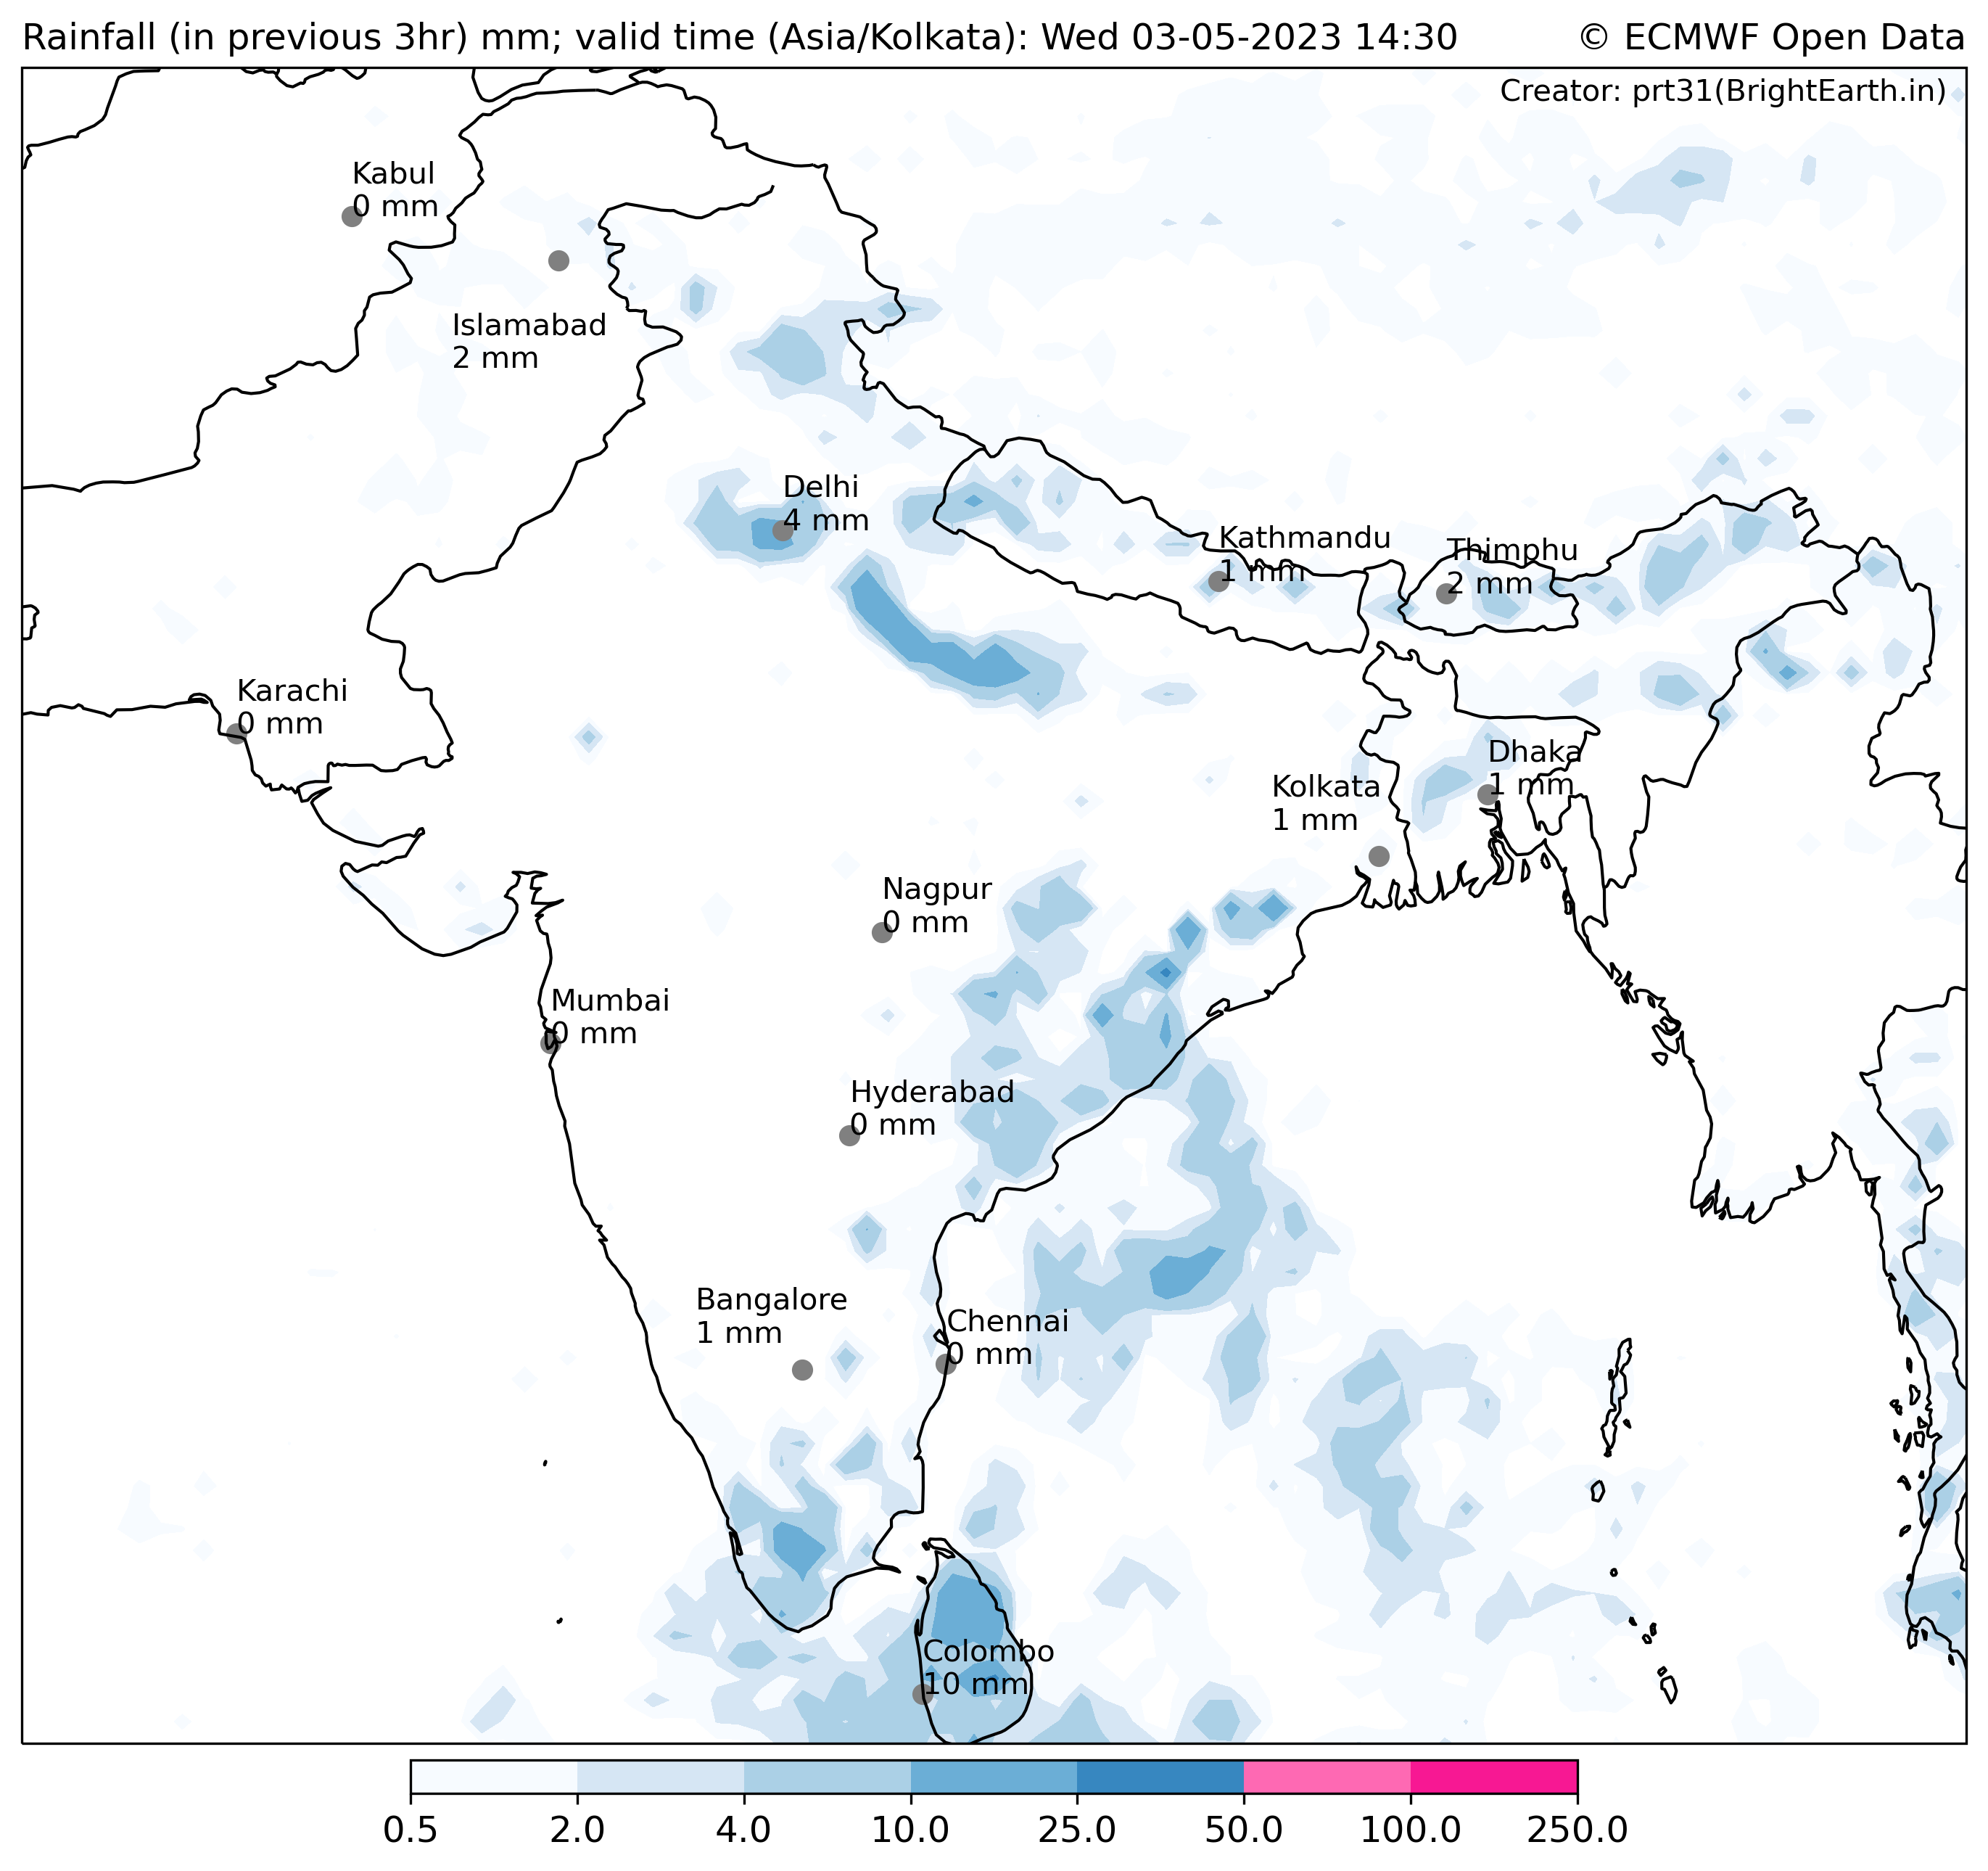 Rainfall (in previous 3hr) mm; valid time (Asia/Kolkata): Wed 03-05-2023 14:30
© ECMWF Open Data
Creator: prt31(BrightEarth.in)
Kabul
0 mm
Islamabad
2 mm
Delhi
4 mm
Kathmandu
1 mm
Thimphu
2 mm
Karachi
0 mm
Dhaka
1 mm
Kolkata
1 mm
Nagpur
0 mm
Mumbai
0 mm
Hyderabad
0 mm
Bangalore
1 mm
Chennai
0 mm
Colombo
10 mm
0.5 2.0 4.0 10.0 25.0 50.0 100.0 250.0